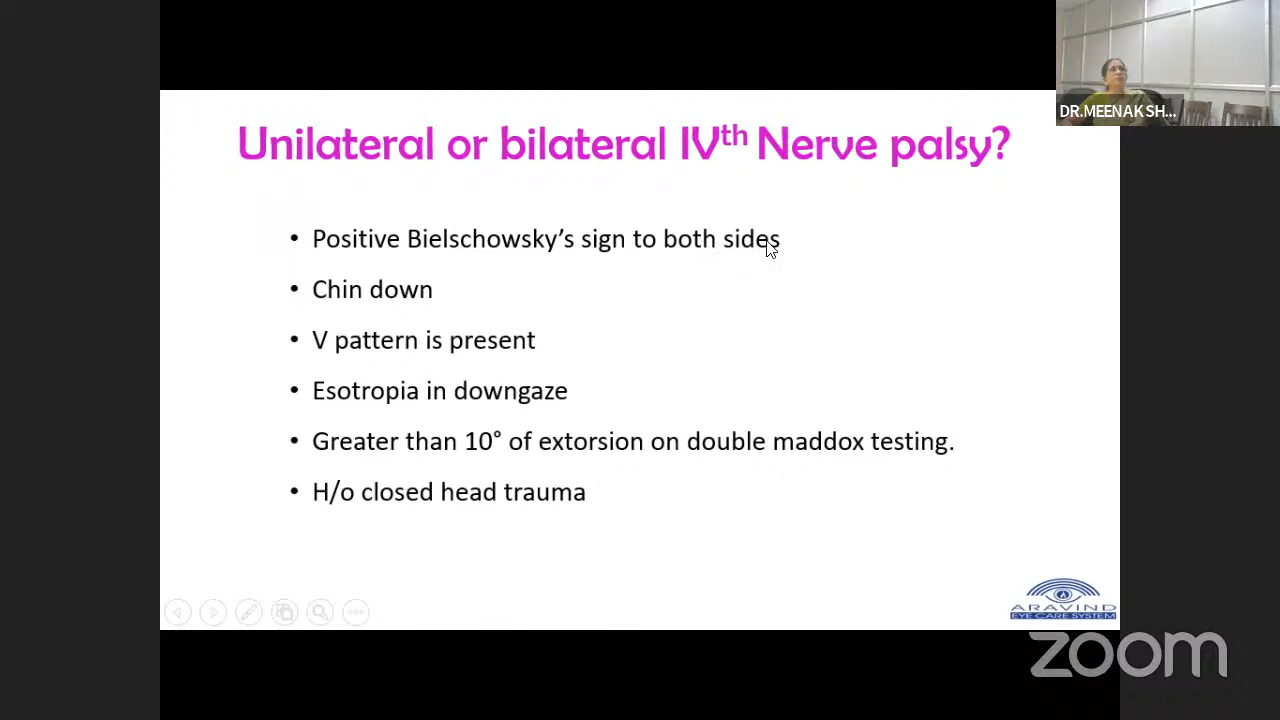 DR.MEENAKSH...
Unilateral or bilateral IVth Nerve palsy?
• Positive Bielschowsky's sign to both sides
• Chin down
• V pattern is present
• Esotropia in downgaze
• Greater than 10° of extorsion on double maddox testing.
• H/o closed head trauma
ARAVIND
EYE CARE SYSTEM
zoom